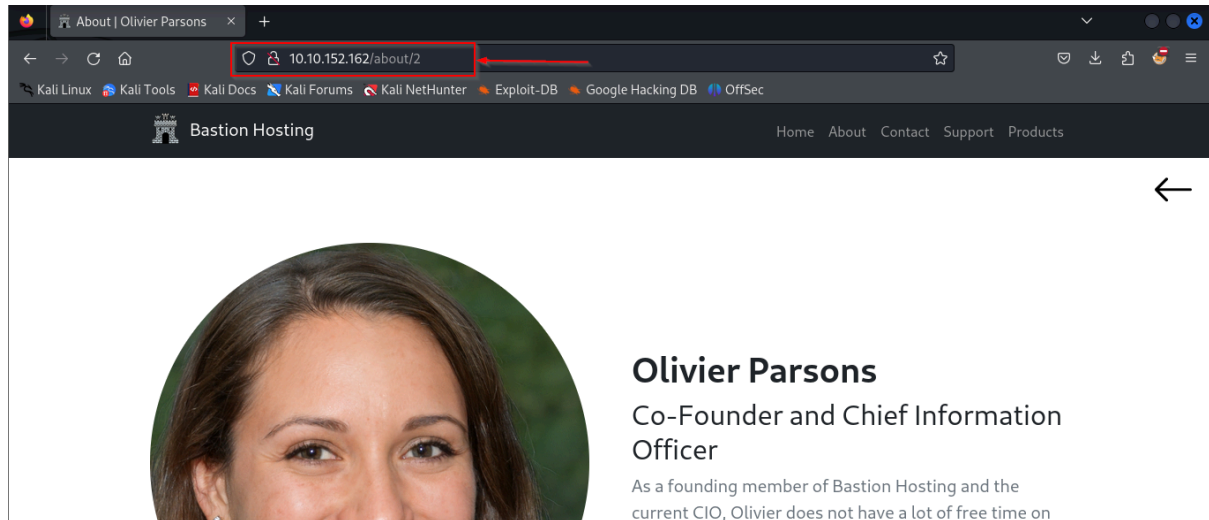 About | Olivier Parsons
10.10.152.162/about/2
Kali Linux Kali Tools Kali Docs Kali Forums Kali NetHunter Exploit-DB Google Hacking DB OffSec
Bastion Hosting Home About Contact Support Products
Olivier Parsons
Co-Founder and Chief Information
Officer
As a founding member of Bastion Hosting and the
current CIO, Olivier does not have a lot of free time on